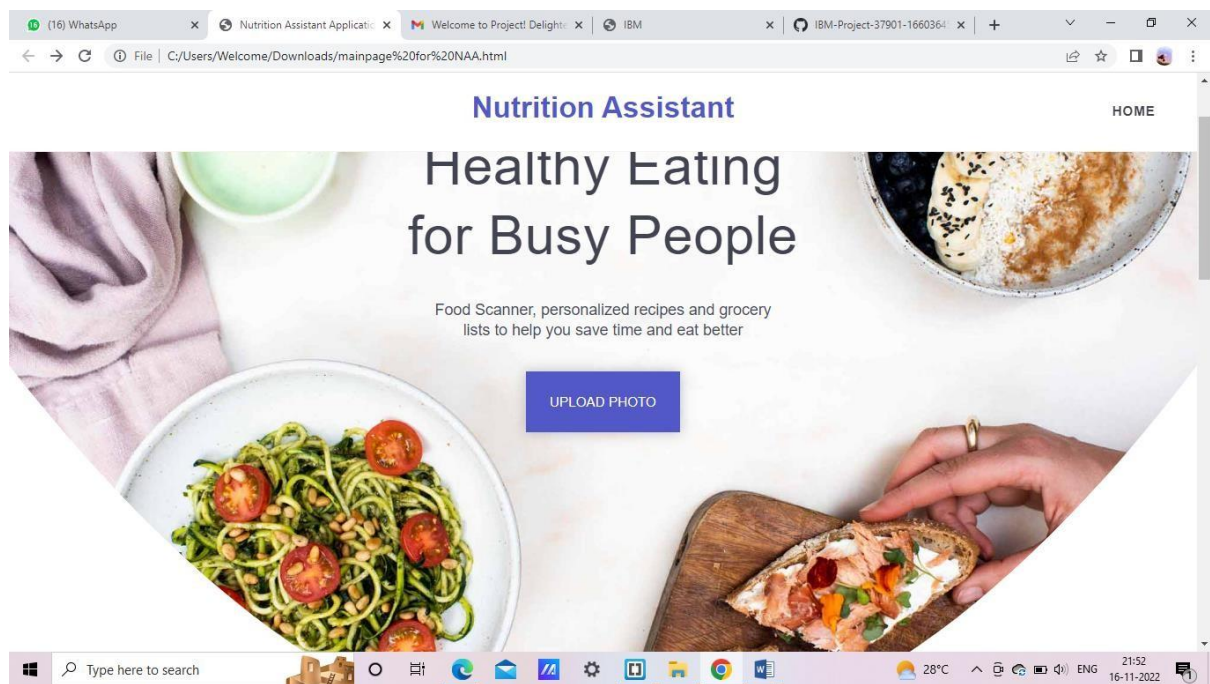 (16) WhatsApp
Nutrition Assistant Applicatio
Welcome to Project! Delighte
IBM
IBM-Project-37901-1660364
File | C:/Users/Welcome/Downloads/mainpage%20for%20NAA.html
Nutrition Assistant
HOME
Healthy Eating
for Busy People
Food Scanner, personalized recipes and grocery
lists to help you save time and eat better
UPLOAD PHOTO
Type here to search
28°C
ENG
21:52
16-11-2022